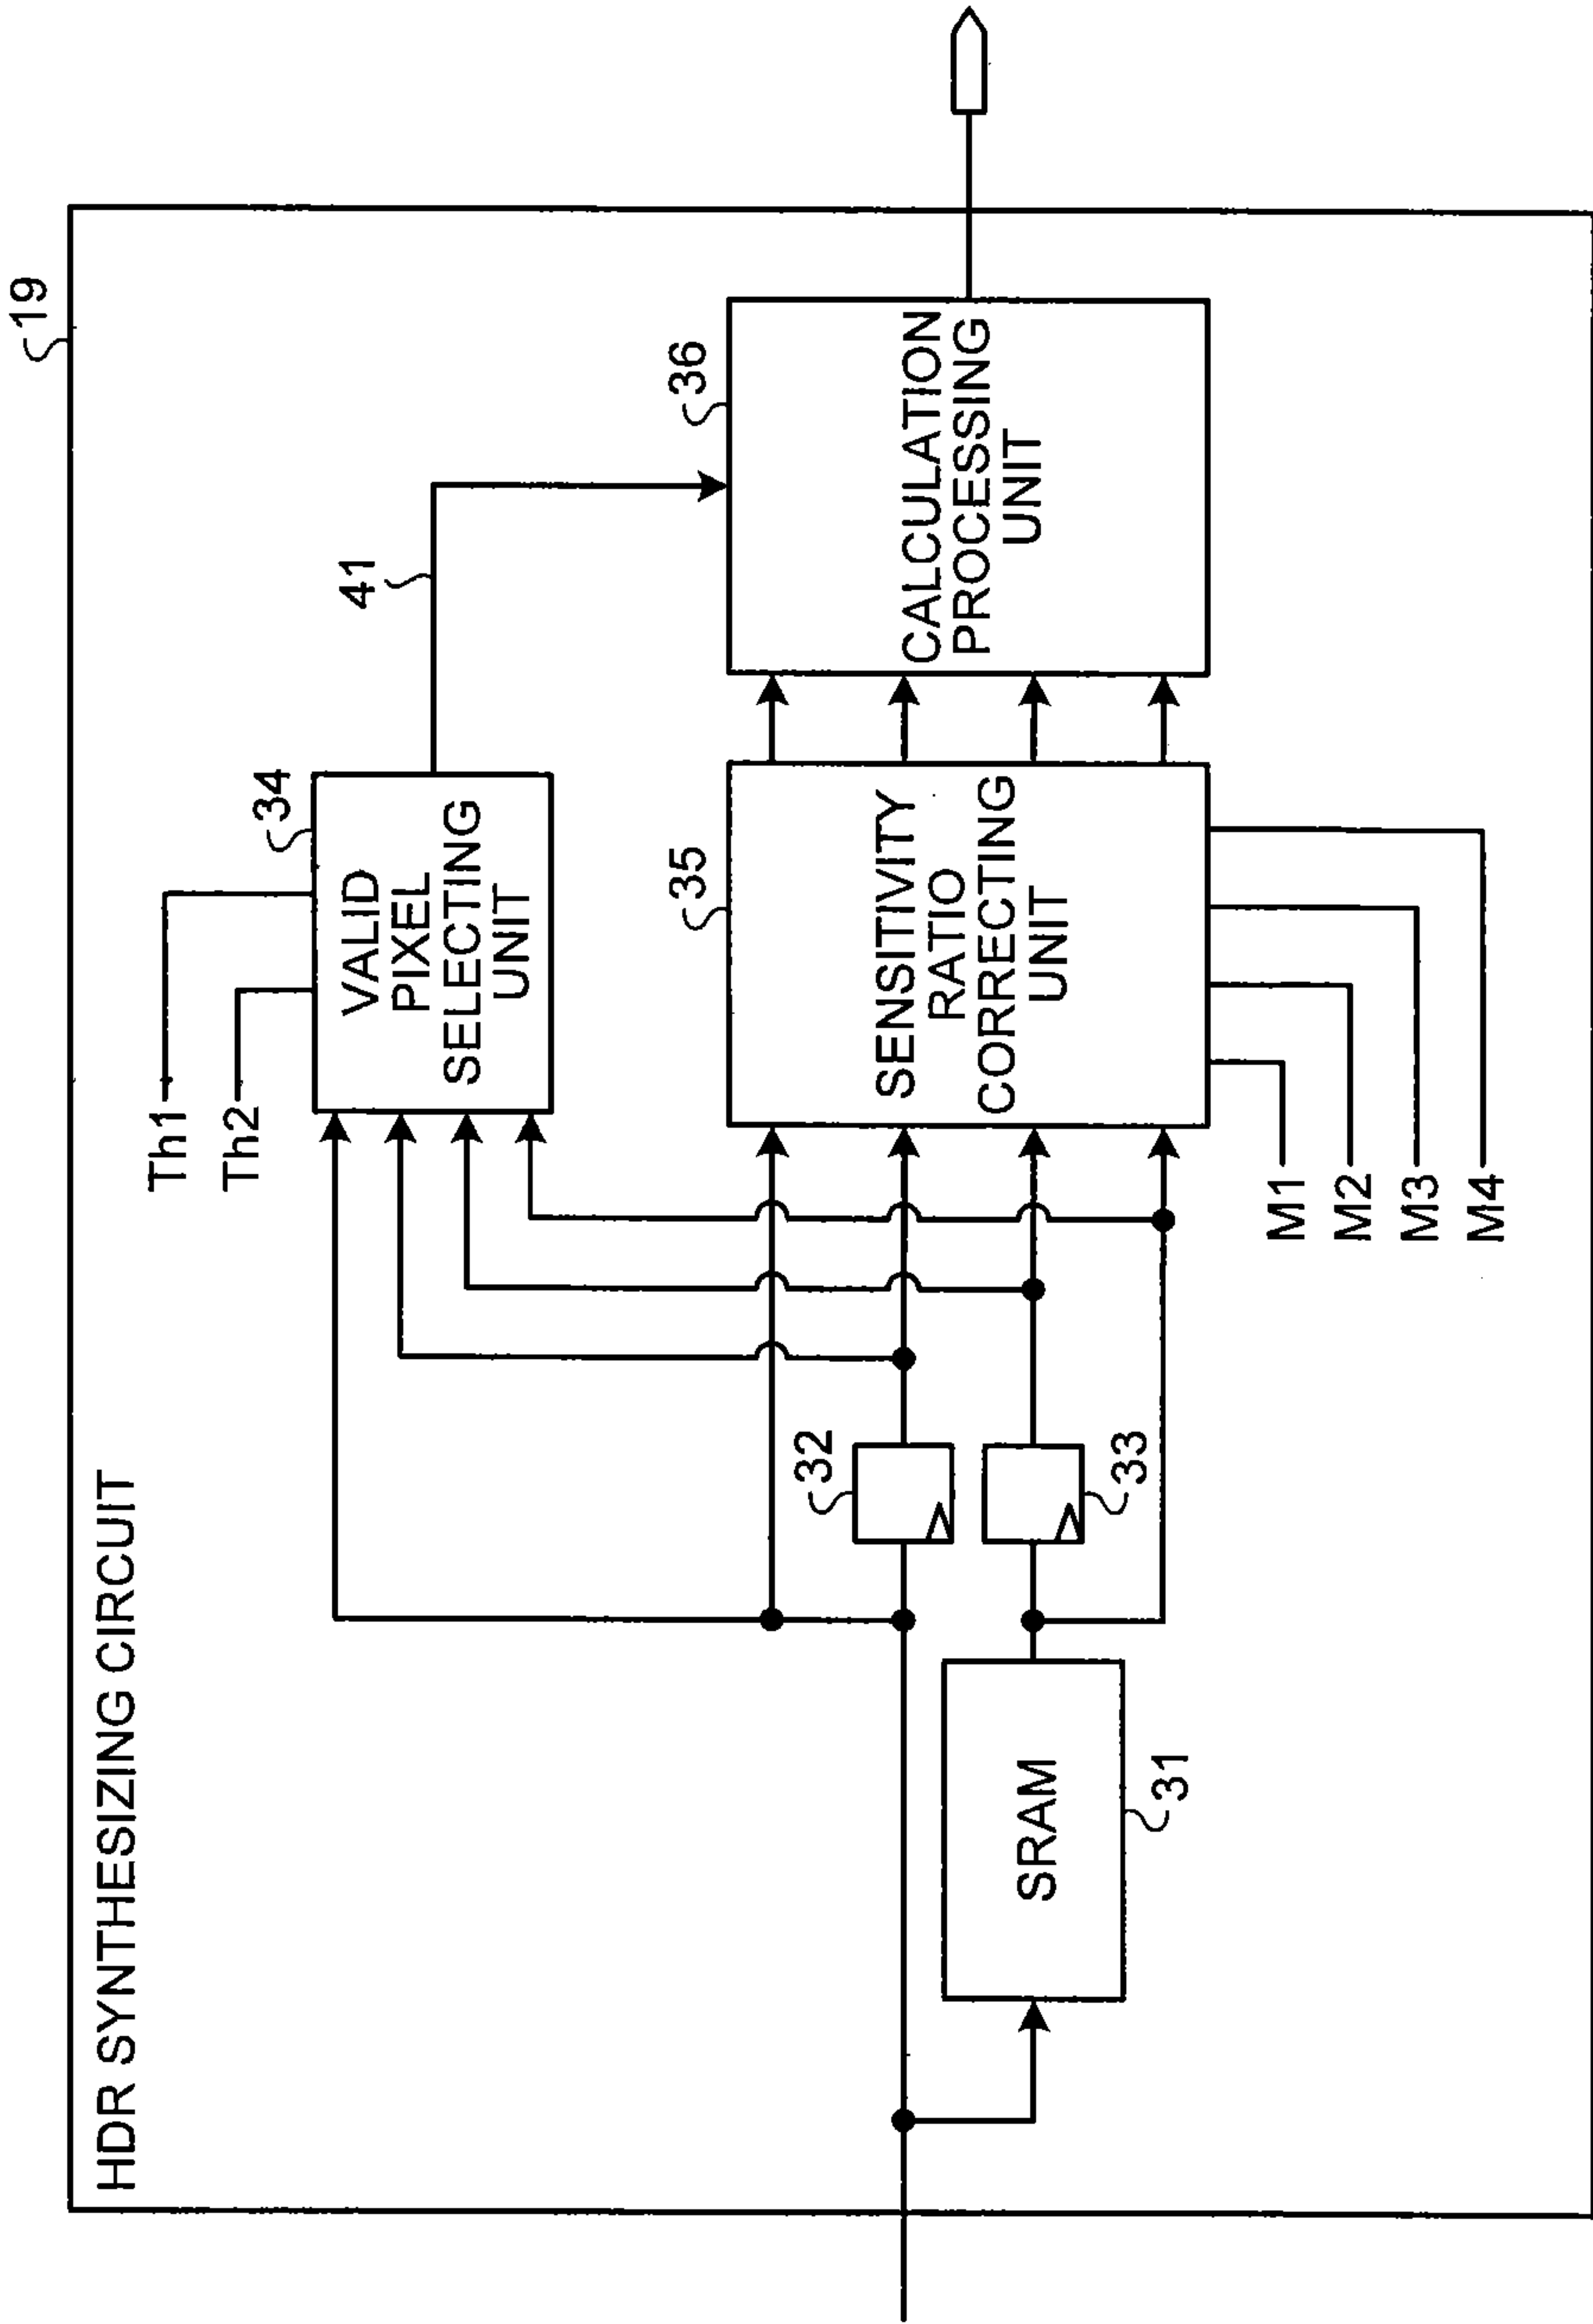 19
HDR SYNTHESIZING CIRCUIT
Th1
Th2
34
VALID
PIXEL
SELECTING
UNIT
41
35
SENSITIVITY
RATIO
CORRECTING
UNIT
36
CALCULATION
PROCESSING
UNIT
32
33
SRAM
31
M1
M2
M3
M4